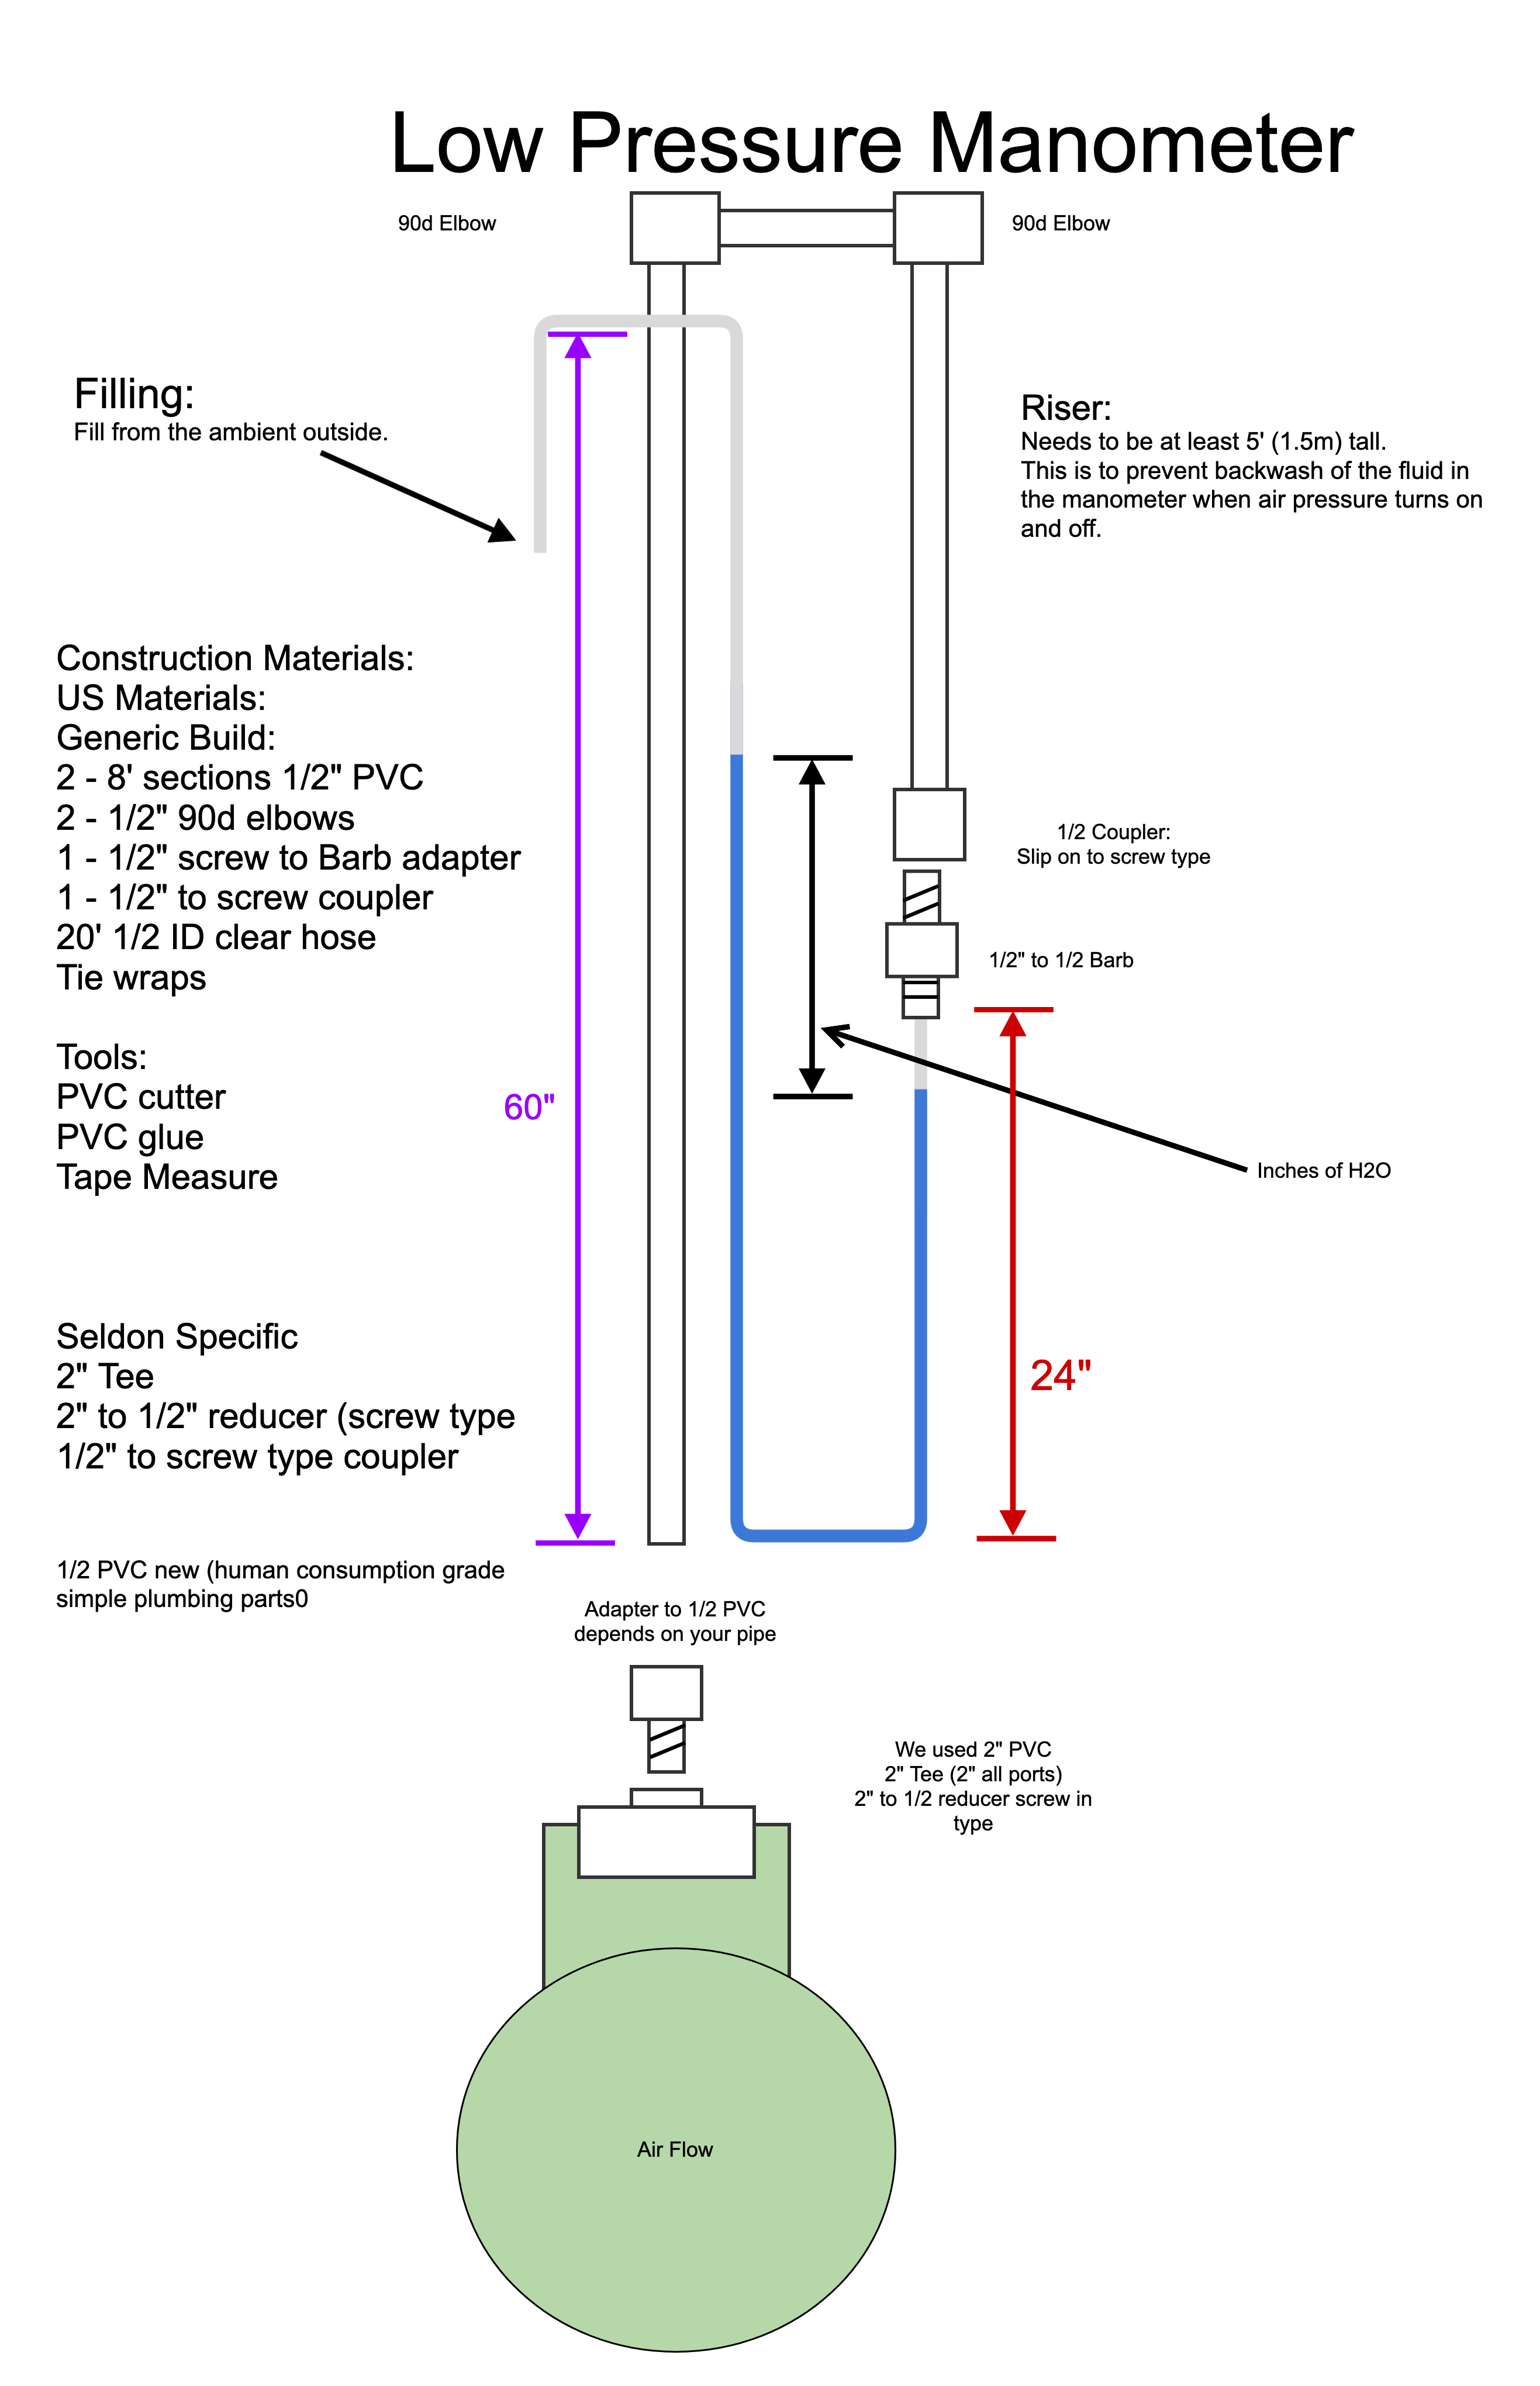 Low Pressure Manometer
90d Elbow
90d Elbow
Filling:
Fill from the ambient outside.
Riser:
Needs to be at least 5' (1.5m) tall.
This is to prevent backwash of the fluid in
the manometer when air pressure turns on
and off.
Construction Materials:
US Materials:
Generic Build:
2 - 8' sections 1/2" PVC
2 - 1/2" 90d elbows
1 - 1/2" screw to Barb adapter
1 - 1/2" to screw coupler
20' 1/2 ID clear hose
Tie wraps
Tools:
PVC cutter
PVC glue
Tape Measure
1/2 Coupler:
Slip on to screw type
1/2" to 1/2 Barb
60"
Inches of H2O
24"
Seldon Specific
2" Tee
2" to 1/2" reducer (screw type
1/2" to screw type coupler
1/2 PVC new (human consumption grade
simple plumbing parts0
Adapter to 1/2 PVC
depends on your pipe
We used 2" PVC
2" Tee (2" all ports)
2" to 1/2 reducer screw in
type
Air Flow